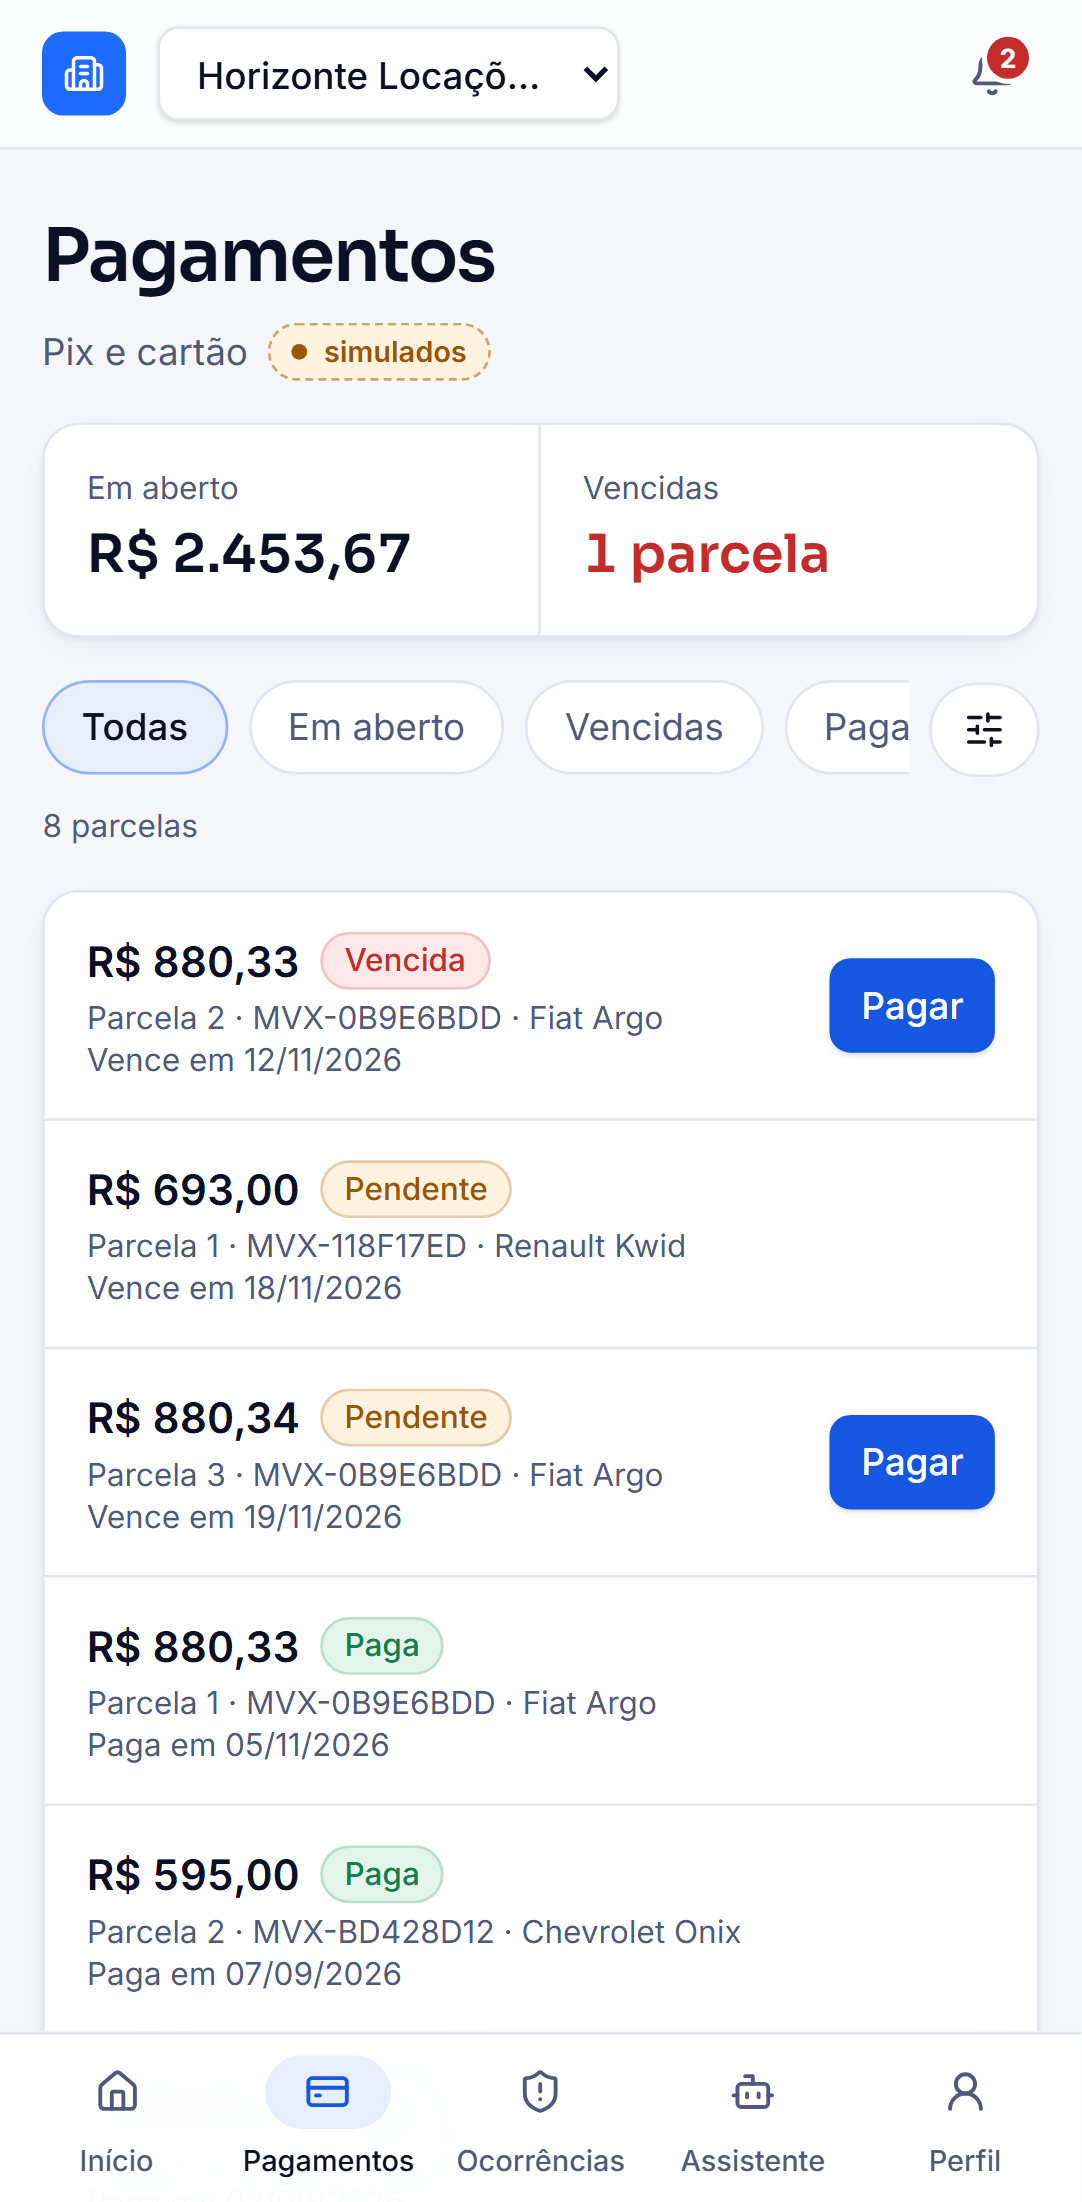 Horizonte Locaçõ...
2
Pagamentos
Pix e cartão
simulados
Em aberto
R$ 2.453,67
Vencidas
1 parcela
Todas
Em aberto
Vencidas
Paga
8 parcelas
R$ 880,33 Vencida
Parcela 2 · MVX-0B9E6BDD · Fiat Argo
Vence em 12/11/2026
Pagar
R$ 693,00 Pendente
Parcela 1 · MVX-118F17ED · Renault Kwid
Vence em 18/11/2026
R$ 880,34 Pendente
Parcela 3 · MVX-0B9E6BDD · Fiat Argo
Vence em 19/11/2026
Pagar
R$ 880,33 Paga
Parcela 1 · MVX-0B9E6BDD · Fiat Argo
Paga em 05/11/2026
R$ 595,00 Paga
Parcela 2 · MVX-BD428D12 · Chevrolet Onix
Paga em 07/09/2026
Início
Pagamentos
Ocorrências
Assistente
Perfil